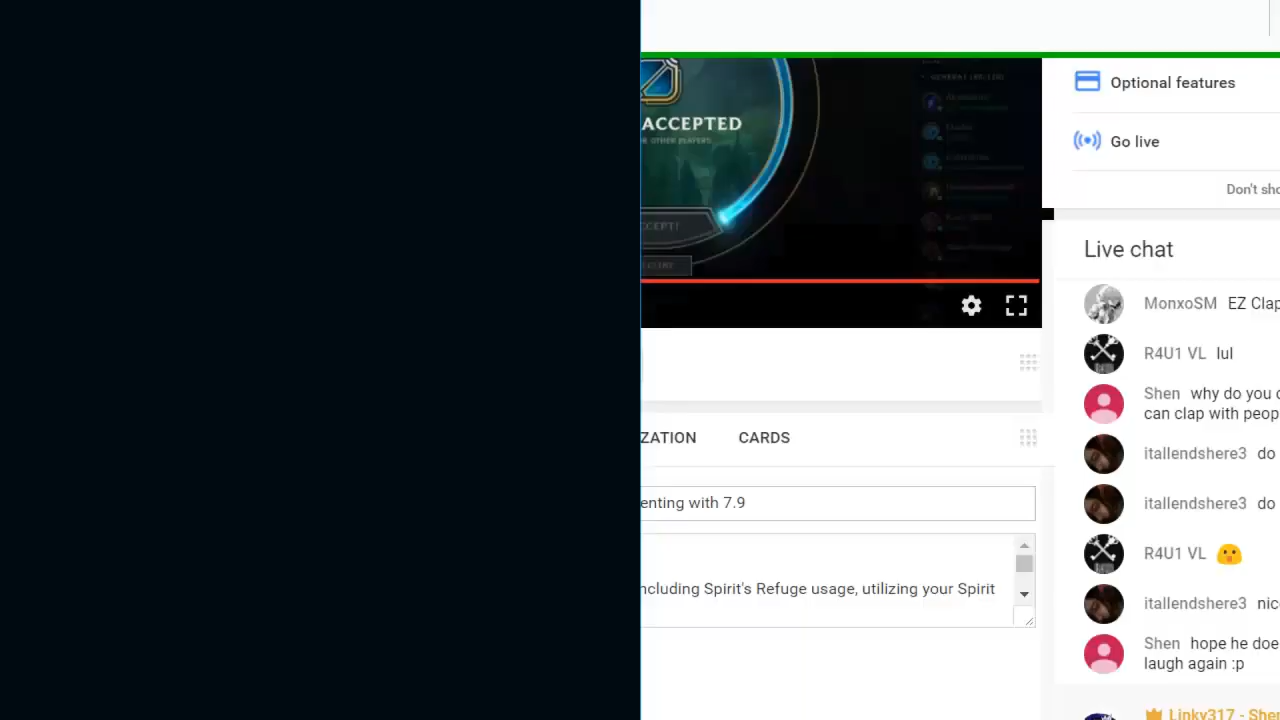 Optional features
ACCEPTED
Go live
Don't sho
Live chat
MonxoSM EZ Clap
R4U1 VL lul
Shen why do you c
can clap with peop
ZATION CARDS
itallendshere3 do
enting with 7.9
itallendshere3 do
R4U1 VL
ncluding Spirit's Refuge usage, utilizing your Spirit
itallendshere3 nic
Shen hope he doe
laugh again :p
Linky317 - Shen